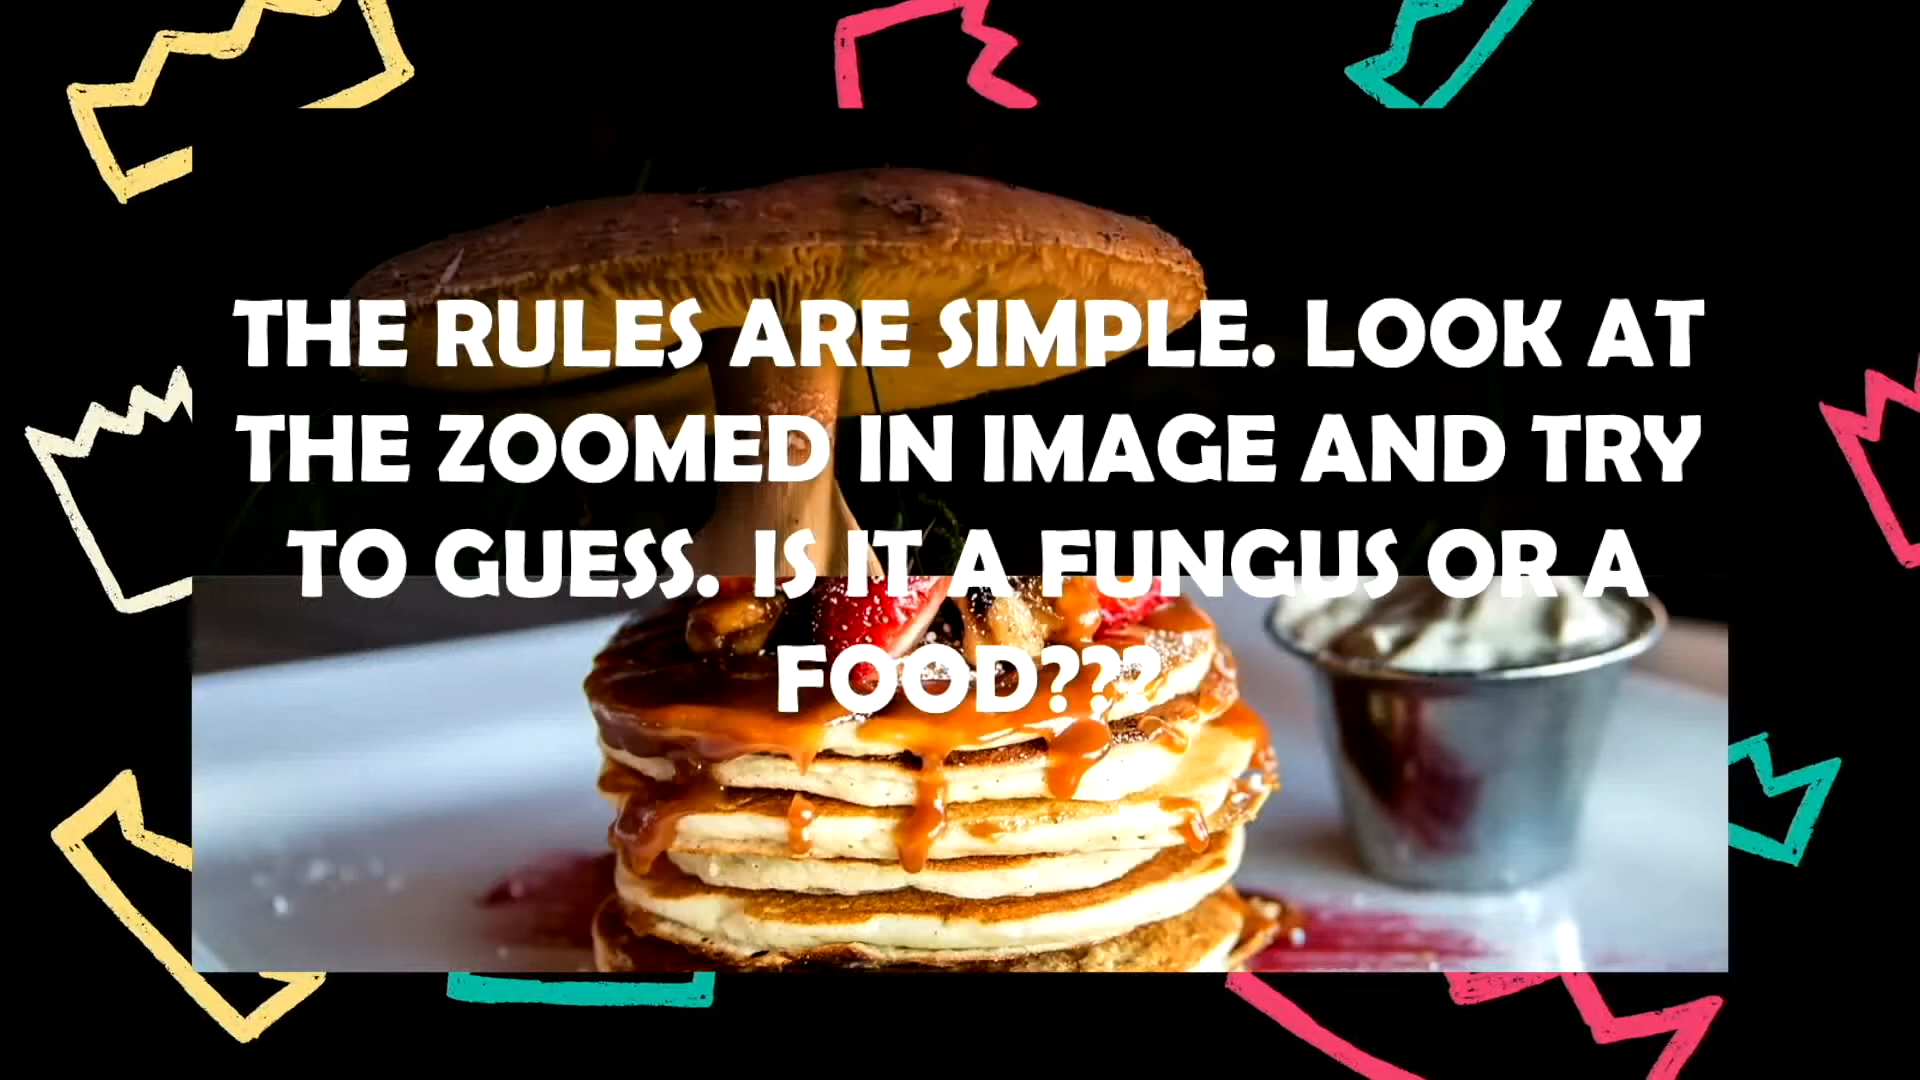 THE RULES ARE SIMPLE. LOOK AT
THE ZOOMED IN IMAGE AND TRY
TO GUESS. IS IT A FUNGUS OR A
FOOD???